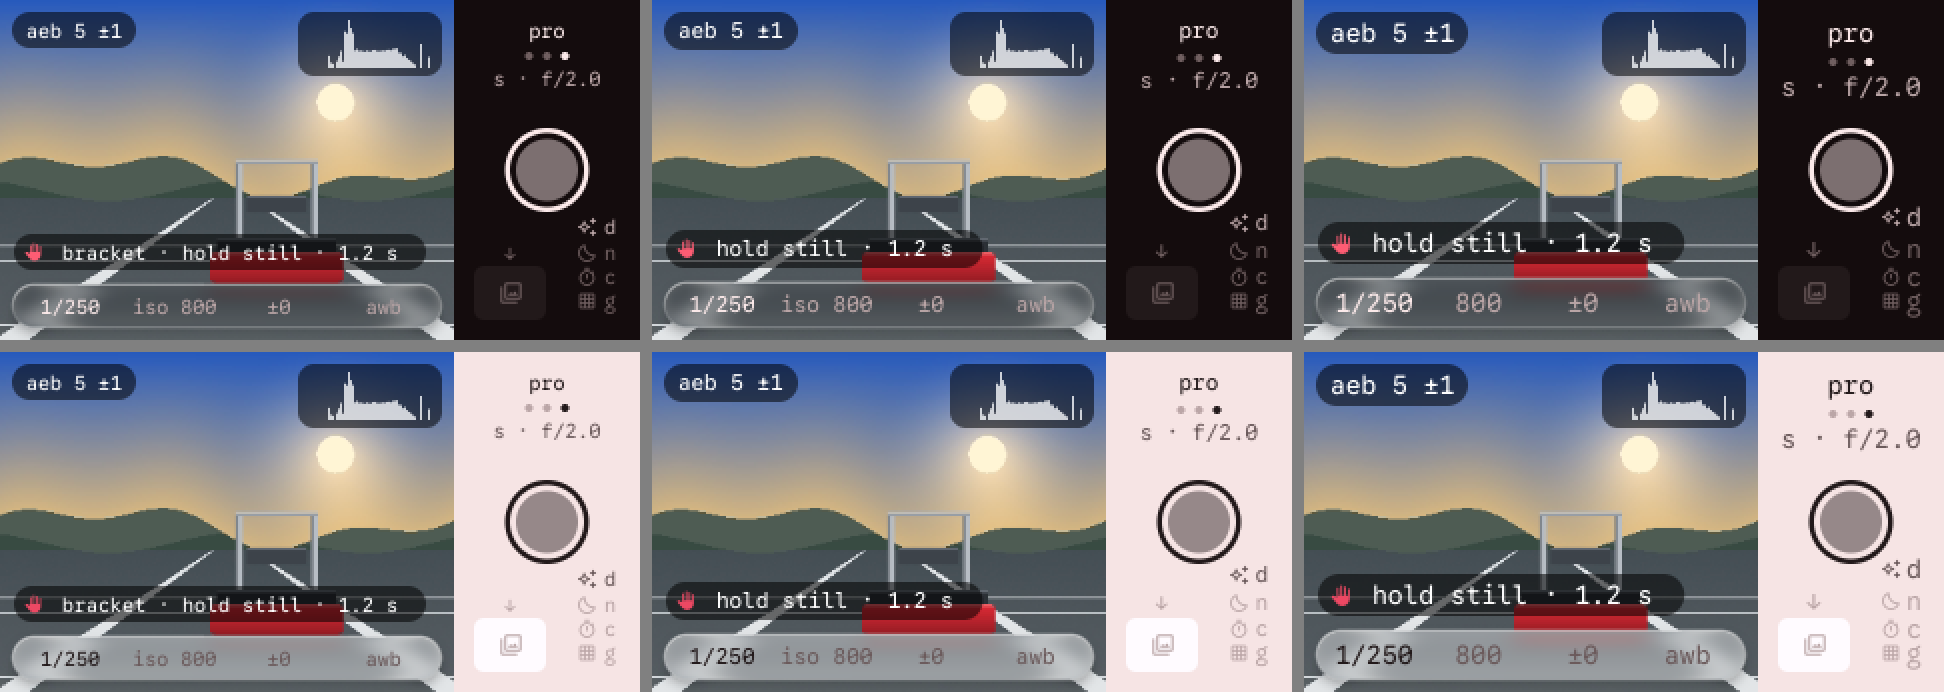 aeb 5 ±1
pro
s · f/2.0
d
bracket · hold still · 1.2 s
n
c
1/250 iso 800 ±0 awb
g
aeb 5 ±1
pro
s · f/2.0
d
hold still · 1.2 s
n
c
1/250 iso 800 ±0 awb
g
aeb 5 ±1
pro
s · f/2.0
d
hold still · 1.2 s
n
c
1/250 800 ±0 awb
g
aeb 5 ±1
pro
s · f/2.0
d
bracket · hold still · 1.2 s
n
c
1/250 iso 800 ±0 awb
g
aeb 5 ±1
pro
s · f/2.0
d
hold still · 1.2 s
n
c
1/250 iso 800 ±0 awb
g
aeb 5 ±1
pro
s · f/2.0
d
hold still · 1.2 s
n
c
1/250 800 ±0 awb
g